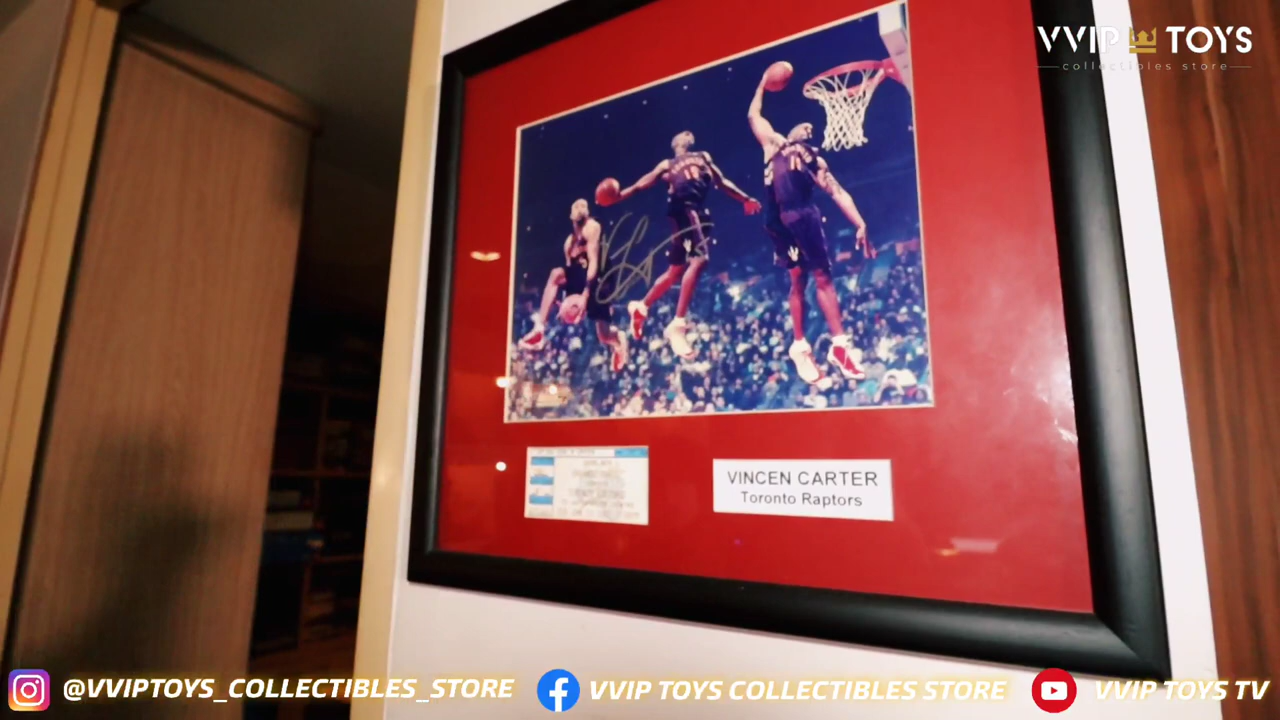 VVIP TOYS
collectibles store
VINCEN CARTER
Toronto Raptors
@VVIPTOYS_COLLECTIBLES_STORE
VVIP TOYS COLLECTIBLES STORE
VVIP TOYS TV